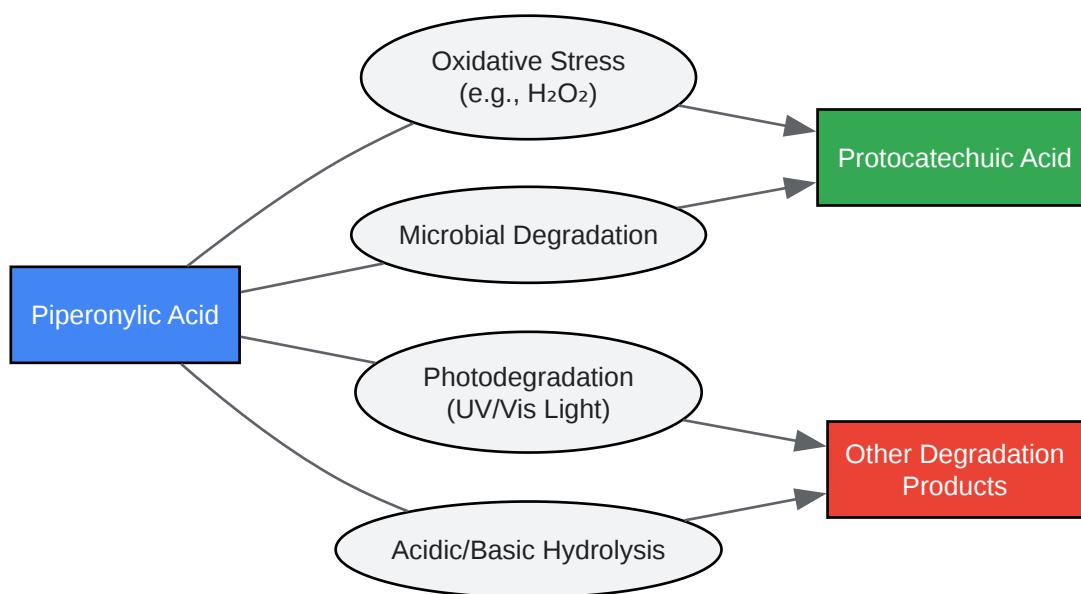 Oxidative Stress
(e.g., H₂O₂)
Protocatechuic Acid
Microbial Degradation
Piperonylic Acid
Photodegradation
(UV/Vis Light)
Other Degradation
Products
Acidic/Basic Hydrolysis